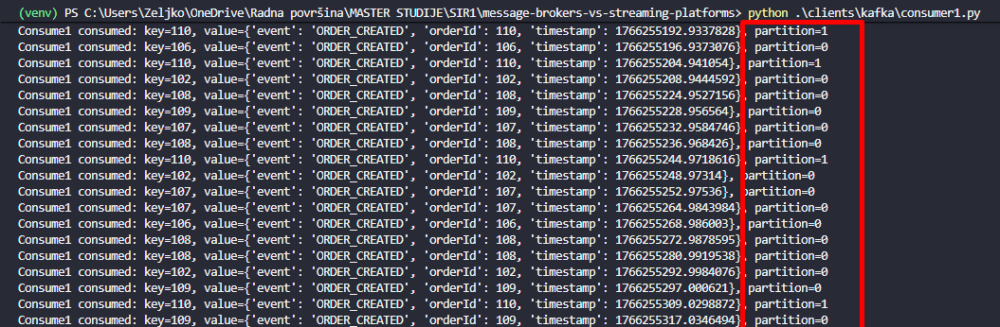 (venv) PS C:\Users\Zeljko\OneDrive\Radna površina\MASTER STUDIJE\SIR1\message-brokers-vs-streaming-platforms> python .\clients\kafka\consumer1.py
Consume1 consumed: key=110, value={'event': 'ORDER_CREATED', 'orderId': 110, 'timestamp': 1766255192.9337828}, partition=1
Consume1 consumed: key=106, value={'event': 'ORDER_CREATED', 'orderId': 106, 'timestamp': 1766255196.9373076}, partition=0
Consume1 consumed: key=110, value={'event': 'ORDER_CREATED', 'orderId': 110, 'timestamp': 1766255204.941054}, partition=1
Consume1 consumed: key=102, value={'event': 'ORDER_CREATED', 'orderId': 102, 'timestamp': 1766255208.9444592}, partition=0
Consume1 consumed: key=108, value={'event': 'ORDER_CREATED', 'orderId': 108, 'timestamp': 1766255224.9527156}, partition=0
Consume1 consumed: key=109, value={'event': 'ORDER_CREATED', 'orderId': 109, 'timestamp': 1766255228.956564}, partition=0
Consume1 consumed: key=107, value={'event': 'ORDER_CREATED', 'orderId': 107, 'timestamp': 1766255232.9584746}, partition=0
Consume1 consumed: key=108, value={'event': 'ORDER_CREATED', 'orderId': 108, 'timestamp': 1766255236.968426}, partition=0
Consume1 consumed: key=110, value={'event': 'ORDER_CREATED', 'orderId': 110, 'timestamp': 1766255244.9718616}, partition=1
Consume1 consumed: key=102, value={'event': 'ORDER_CREATED', 'orderId': 102, 'timestamp': 1766255248.97314}, partition=0
Consume1 consumed: key=107, value={'event': 'ORDER_CREATED', 'orderId': 107, 'timestamp': 1766255252.97536}, partition=0
Consume1 consumed: key=107, value={'event': 'ORDER_CREATED', 'orderId': 107, 'timestamp': 1766255264.9843984}, partition=0
Consume1 consumed: key=106, value={'event': 'ORDER_CREATED', 'orderId': 106, 'timestamp': 1766255268.986003}, partition=0
Consume1 consumed: key=108, value={'event': 'ORDER_CREATED', 'orderId': 108, 'timestamp': 1766255272.9878595}, partition=0
Consume1 consumed: key=108, value={'event': 'ORDER_CREATED', 'orderId': 108, 'timestamp': 1766255280.9919538}, partition=0
Consume1 consumed: key=102, value={'event': 'ORDER_CREATED', 'orderId': 102, 'timestamp': 1766255292.9984076}, partition=0
Consume1 consumed: key=109, value={'event': 'ORDER_CREATED', 'orderId': 109, 'timestamp': 1766255297.000621}, partition=0
Consume1 consumed: key=110, value={'event': 'ORDER_CREATED', 'orderId': 110, 'timestamp': 1766255309.0298872}, partition=1
Consume1 consumed: key=109, value={'event': 'ORDER_CREATED', 'orderId': 109, 'timestamp': 1766255317.0346494}, partition=0